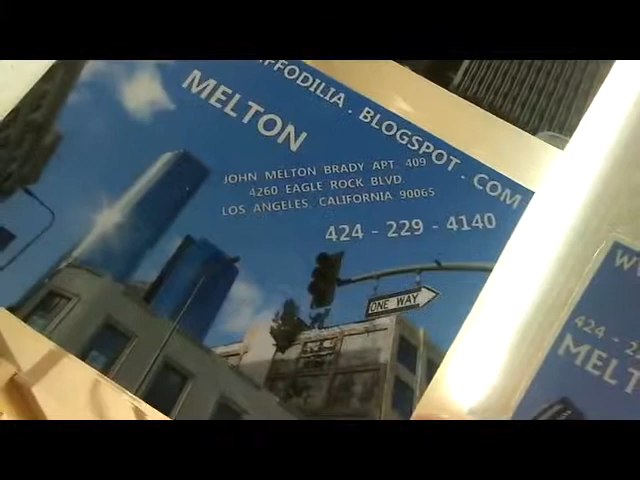 FFODILIA . BLOGSPOT . COM
MELTON
JOHN MELTON BRADY APT. 409
4260 EAGLE ROCK BLVD.
LOS ANGELES, CALIFORNIA 90065
424 - 229 - 4140
ONE WAY
424 - 22
MELT